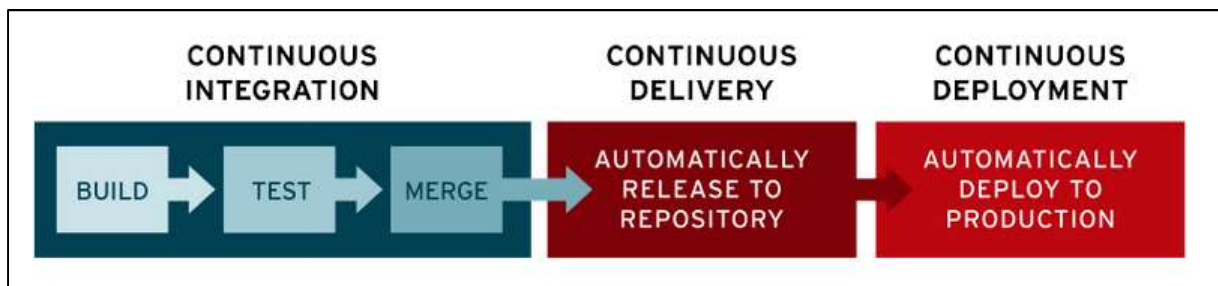 CONTINUOUS
INTEGRATION
CONTINUOUS
DELIVERY
CONTINUOUS
DEPLOYMENT
BUILD
TEST
MERGE
AUTOMATICALLY
RELEASE TO
REPOSITORY
AUTOMATICALLY
DEPLOY TO
PRODUCTION